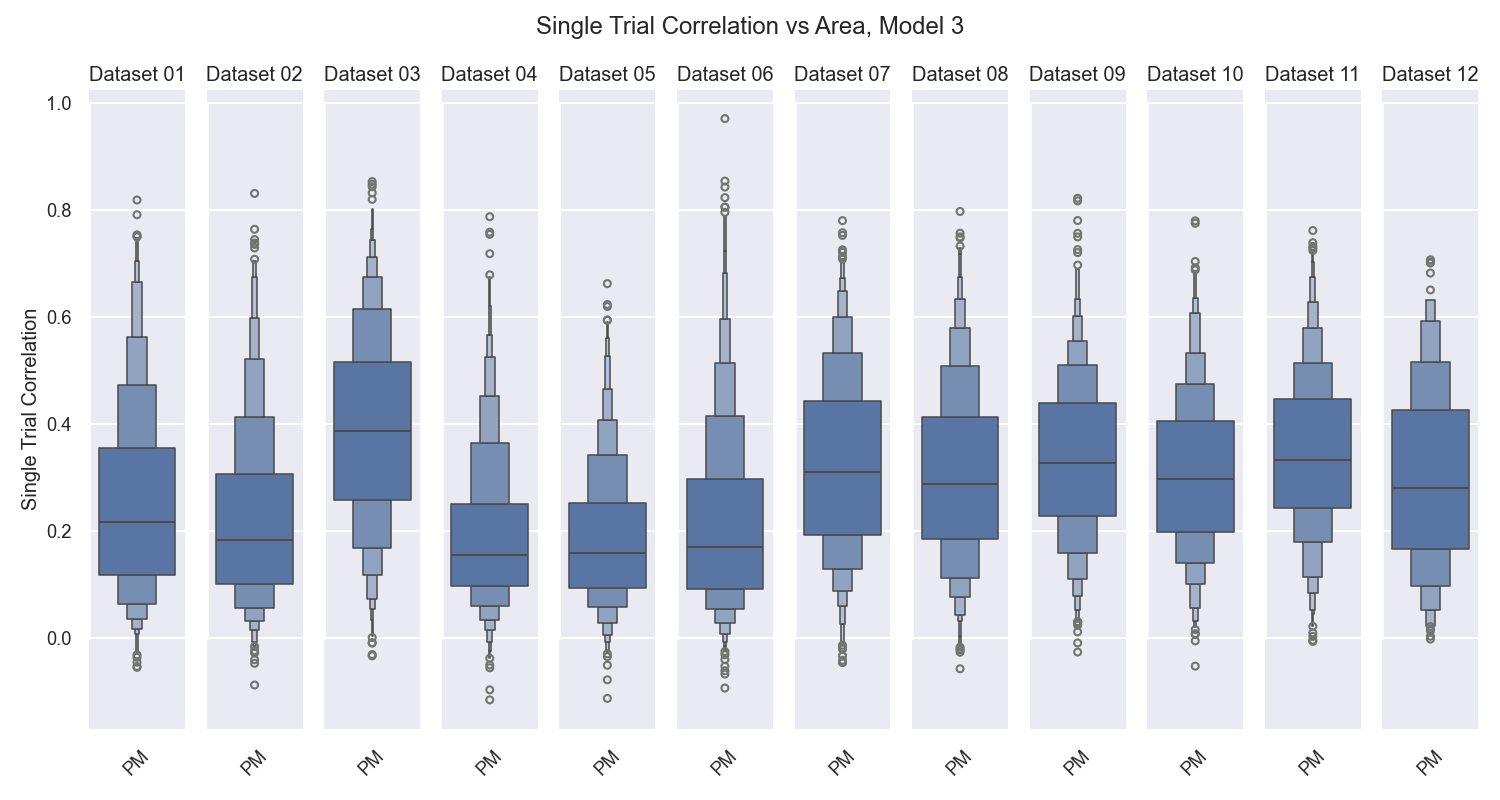 Single Trial Correlation vs Area, Model 3
Dataset 01 Dataset 02 Dataset 03 Dataset 04 Dataset 05 Dataset 06 Dataset 07 Dataset 08 Dataset 09 Dataset 10 Dataset 11 Dataset 12
Single Trial Correlation
1.0
0.8
0.6
0.4
0.2
0.0
PM PM PM PM PM PM PM PM PM PM PM PM